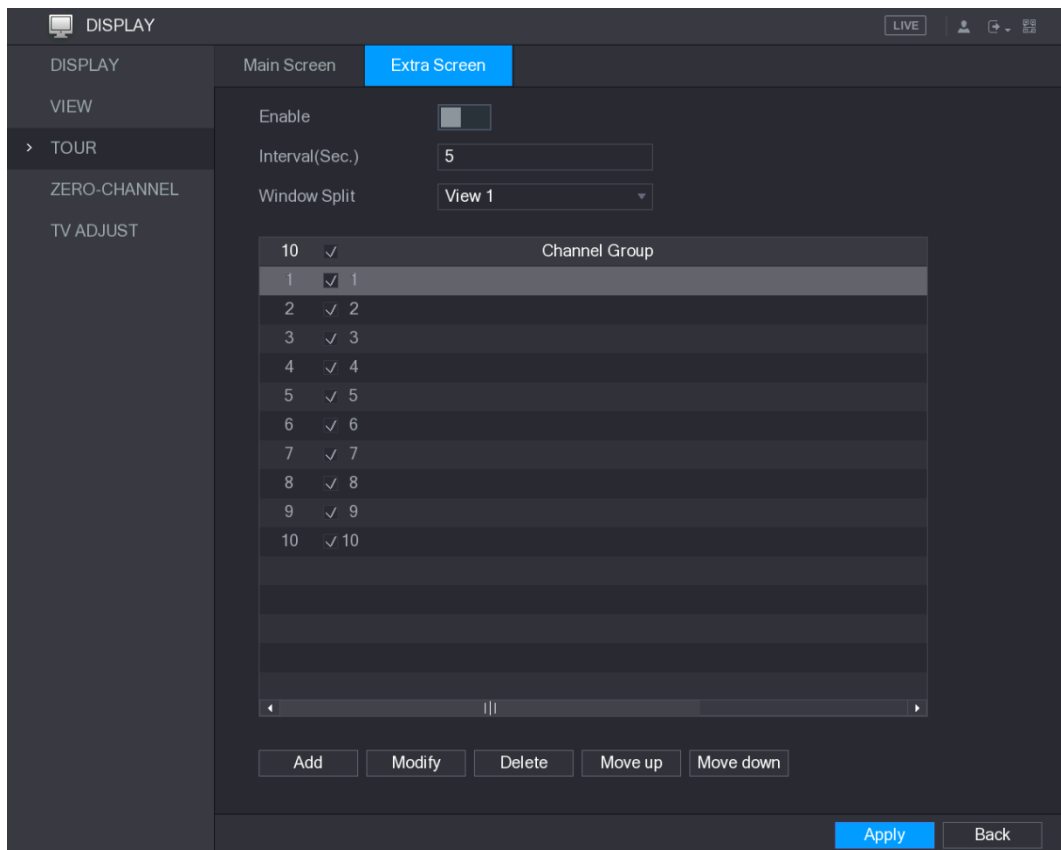 DISPLAY LIVE
DISPLAY
VIEW
TOUR
ZERO-CHANNEL
TV ADJUST
Main Screen Extra Screen
Enable
Interval(Sec.) 5
Window Split View 1
10 Channel Group
1 1
2 2
3 3
4 4
5 5
6 6
7 7
8 8
9 9
10 10
Add Modify Delete Move up Move down
Apply Back